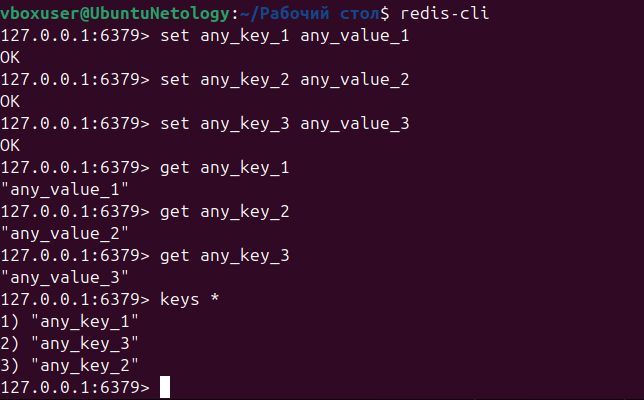 vboxuser@UbuntuNetology:~/Рабочий стол$ redis-cli
127.0.0.1:6379> set any_key_1 any_value_1
OK
127.0.0.1:6379> set any_key_2 any_value_2
OK
127.0.0.1:6379> set any_key_3 any_value_3
OK
127.0.0.1:6379> get any_key_1
"any_value_1"
127.0.0.1:6379> get any_key_2
"any_value_2"
127.0.0.1:6379> get any_key_3
"any_value_3"
127.0.0.1:6379> keys *
1) "any_key_1"
2) "any_key_3"
3) "any_key_2"
127.0.0.1:6379>